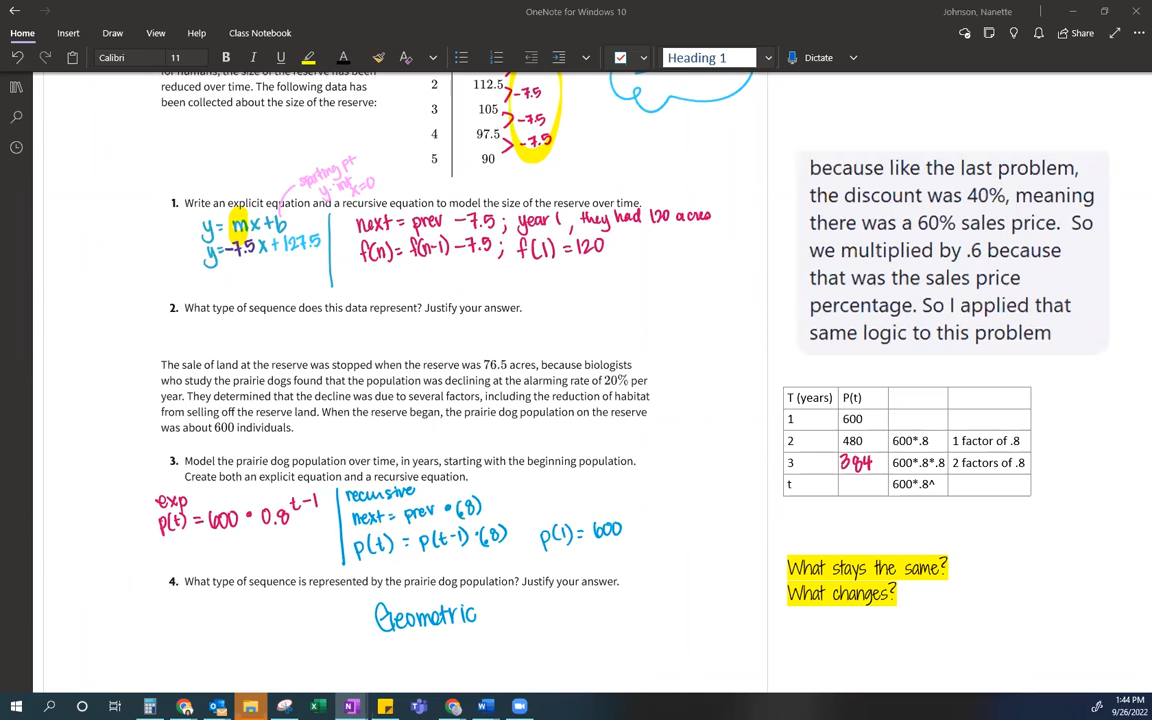 OneNote for Windows 10
Johnson, Nanette
Home Insert Draw View Help Class Notebook
Share
Calibri 11 B I U A Heading 1 Dictate
reduced over time. The following data has
been collected about the size of the reserve:
2 112.5
-7.5
3 105
-7.5
4 97.5
-7.5
5 90
starting pt
y-int
x=0
1. Write an explicit equation and a recursive equation to model the size of the reserve over time.
y = mx + b
y = -7.5x + 127.5
next = prev - 7.5 ; year 1 , they had 120 acres
f(n) = f(n-1) - 7.5 ; f(1) = 120
2. What type of sequence does this data represent? Justify your answer.
The sale of land at the reserve was stopped when the reserve was 76.5 acres, because biologists
who study the prairie dogs found that the population was declining at the alarming rate of 20% per
year. They determined that the decline was due to several factors, including the reduction of habitat
from selling off the reserve land. When the reserve began, the prairie dog population on the reserve
was about 600 individuals.
3. Model the prairie dog population over time, in years, starting with the beginning population.
Create both an explicit equation and a recursive equation.
exp
p(t) = 600 • 0.8^t-1
recursive
next = prev • (.8)
p(t) = p(t-1) • (.8) p(1) = 600
4. What type of sequence is represented by the prairie dog population? Justify your answer.
Geometric
because like the last problem,
the discount was 40%, meaning
there was a 60% sales price. So
we multiplied by .6 because
that was the sales price
percentage. So I applied that
same logic to this problem
T (years) P(t)
1 600
2 480 600*.8 1 factor of .8
3 384 600*.8*.8 2 factors of .8
t 600*.8^
What stays the same?
What changes?
1:44 PM
9/26/2022